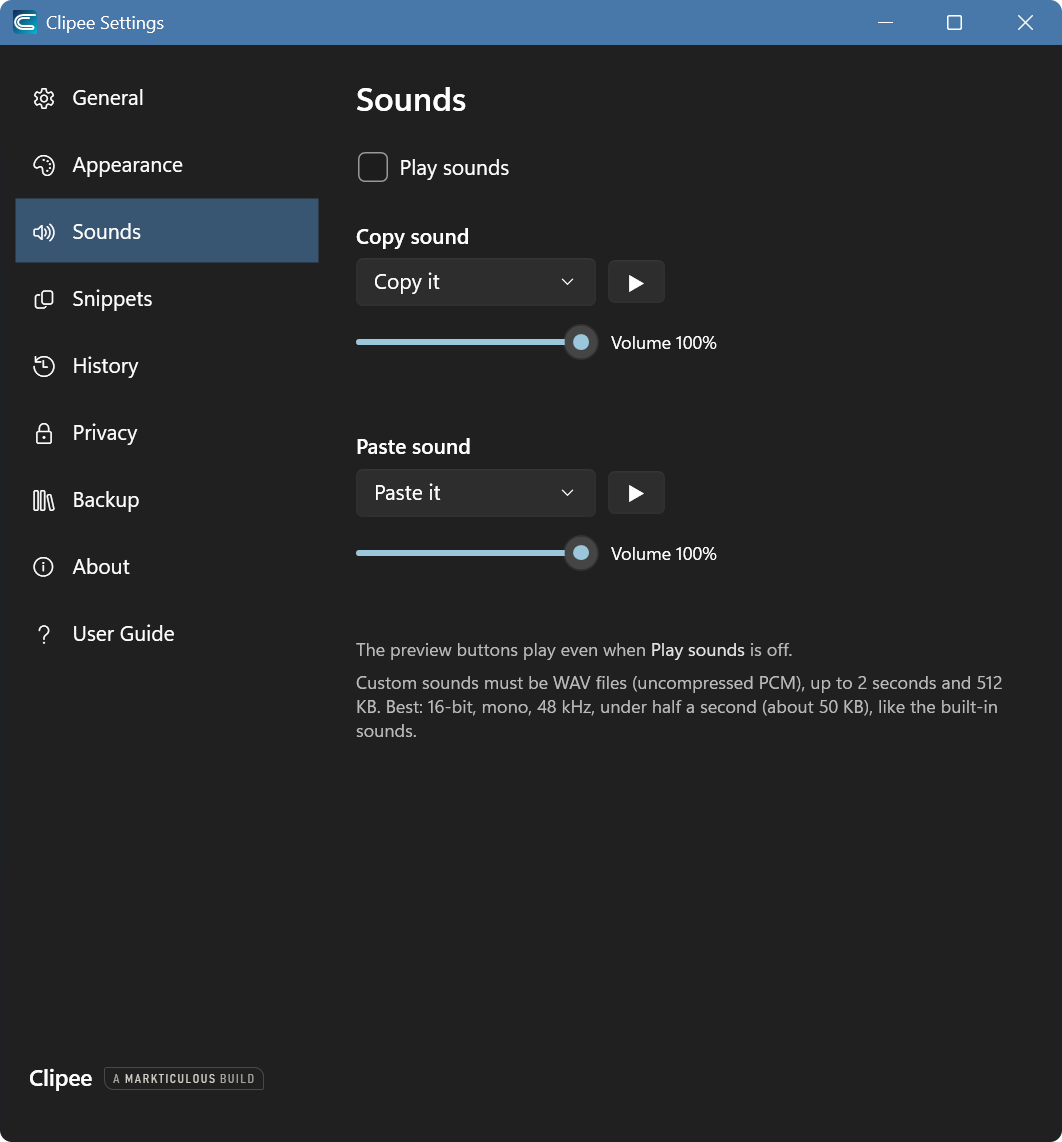 Clipee Settings
General
Appearance
Sounds
Snippets
History
Privacy
Backup
About
User Guide
Sounds
Play sounds
Copy sound
Copy it
Volume 100%
Paste sound
Paste it
Volume 100%
The preview buttons play even when Play sounds is off.
Custom sounds must be WAV files (uncompressed PCM), up to 2 seconds and 512
KB. Best: 16-bit, mono, 48 kHz, under half a second (about 50 KB), like the built-in
sounds.
Clipee
A MARKTICULOUS BUILD